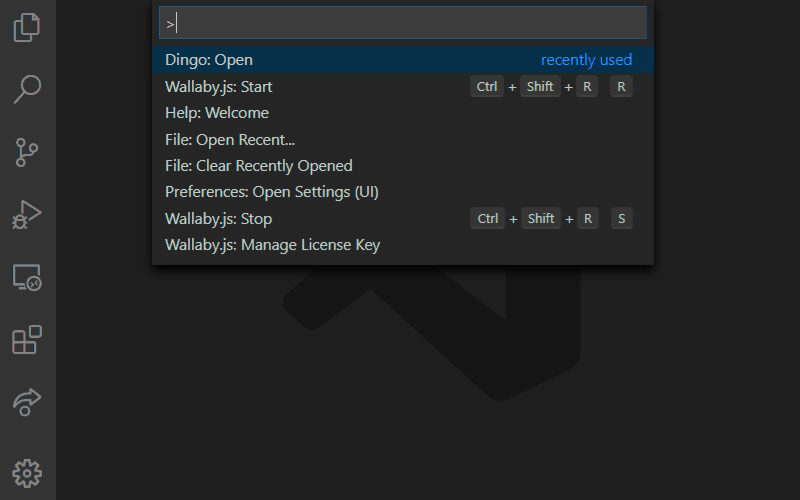 >
Dingo: Open recently used
Wallaby.js: Start Ctrl + Shift + R R
Help: Welcome
File: Open Recent...
File: Clear Recently Opened
Preferences: Open Settings (UI)
Wallaby.js: Stop Ctrl + Shift + R S
Wallaby.js: Manage License Key